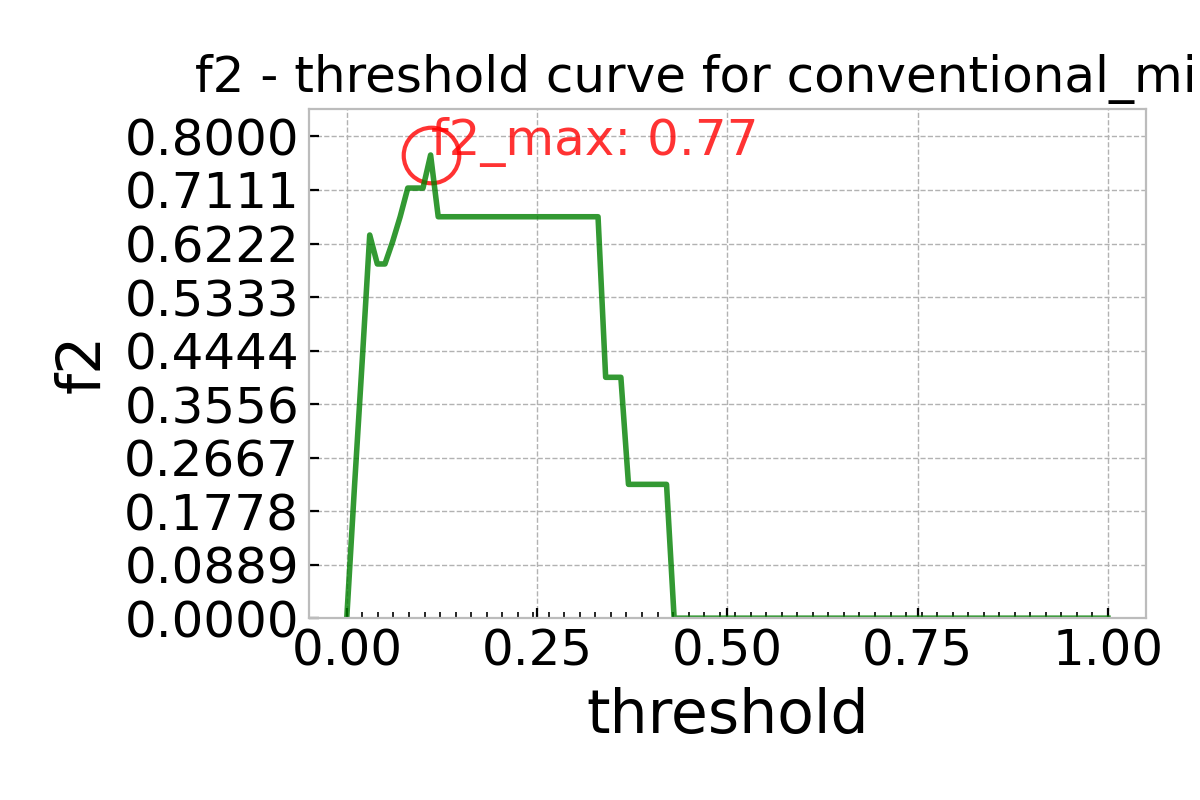 f2 - threshold curve for conventional_mi
f2_max: 0.77
0.8000
0.7111
0.6222
0.5333
0.4444
0.3556
0.2667
0.1778
0.0889
0.0000
f2
0.00 0.25 0.50 0.75 1.00
threshold